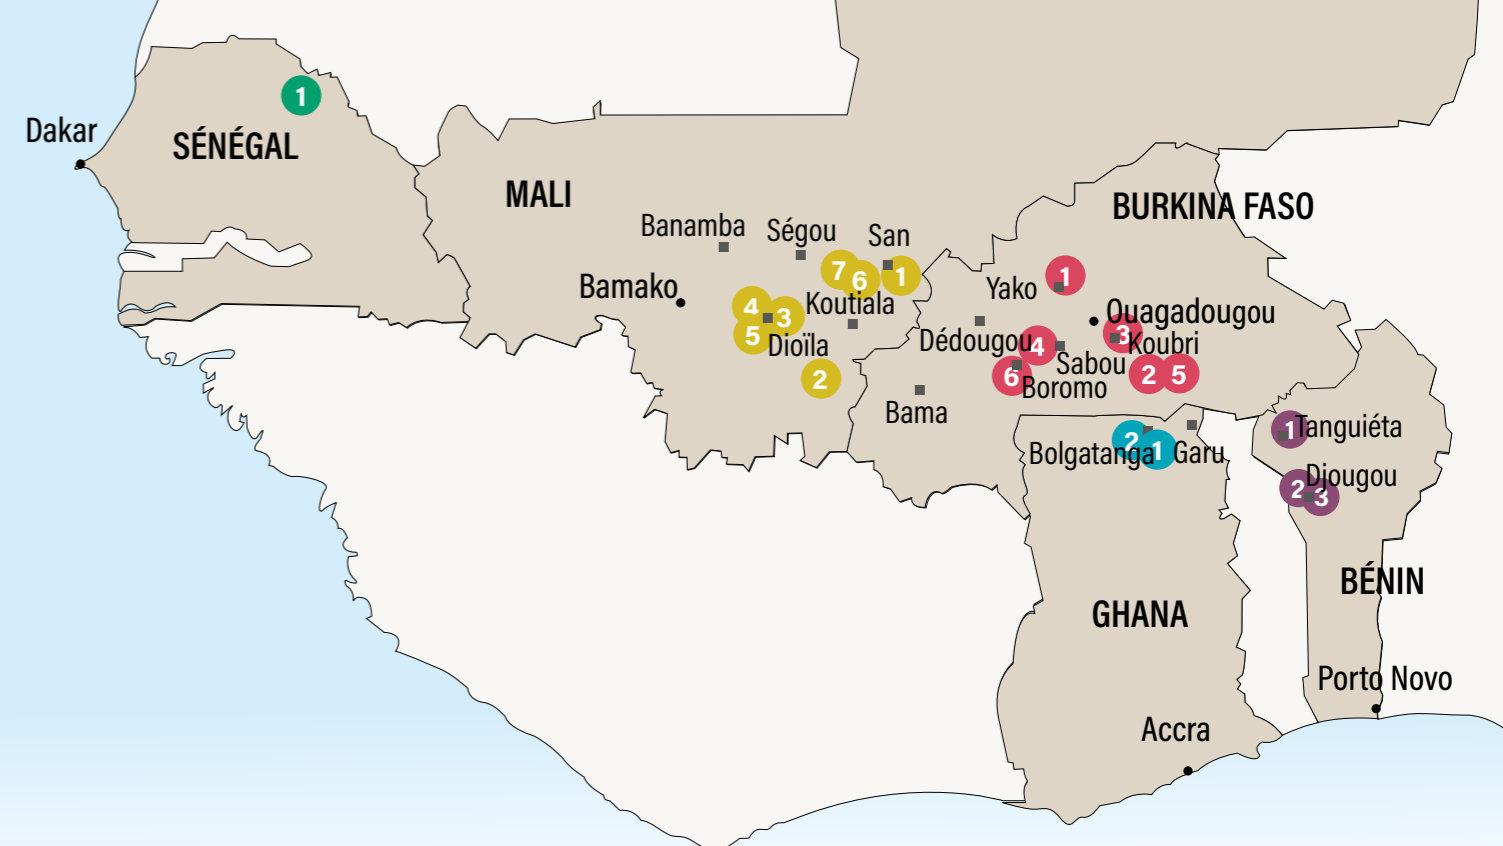 1
Dakar
SÉNÉGAL
MALI
BURKINA FASO
Banamba
Ségou
San
7
6
1
Bamako
Yako
1
4
3
Koutiala
Ouagadougou
5
Dioïla
Dédougou
4
3
Koubri
Sabou
2
6
Boromo
2
5
Bama
1
Tanguiéta
2
1
Bolgatanga
Garu
2
Djougou
3
BÉNIN
GHANA
Porto Novo
Accra